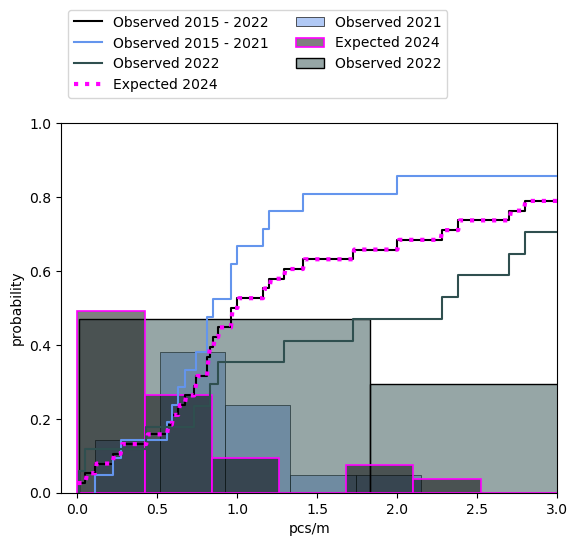 Observed 2015 - 2022
Observed 2015 - 2021
Observed 2022
Expected 2024
Observed 2021
Expected 2024
Observed 2022
1.0
0.8
0.6
0.4
0.2
0.0
probability
0.0 0.5 1.0 1.5 2.0 2.5 3.0
pcs/m